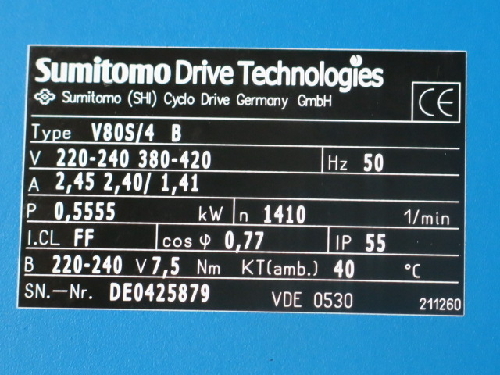 Sumitomo Drive Technologies
Sumitomo (SHI) Cyclo Drive Germany GmbH
CE
Type V80S/4 B
V 220-240 380-420 Hz 50
A 2,45 2,40/ 1,41
P 0,5555 kW n 1410 1/min
I.CL FF cos φ 0,77 IP 55
B 220-240 V 7,5 Nm KT(amb.) 40 °C
SN.-Nr. DE0425879 VDE 0530 211260